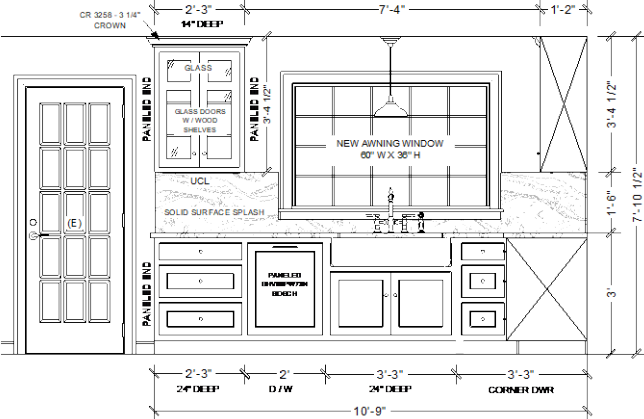 2'-3"
7'-4"
1'-2"
14" DEEP
CR 3258 - 3 1/4"
CROWN
GLASS
GLASS DOORS
W / WOOD
SHELVES
PANELED END
PANELED END
3'-4 1/2"
NEW AWNING WINDOW
60" W X 36" H
3'-4 1/2"
UCL
SOLID SURFACE SPLASH
1'-6"
7'-10 1/2"
(E)
PANELED END
PANELED
BOSCH
3'
2'-3"
2'
3'-3"
3'-3"
24" DEEP
D / W
24" DEEP
CORNER DWR
10'-9"